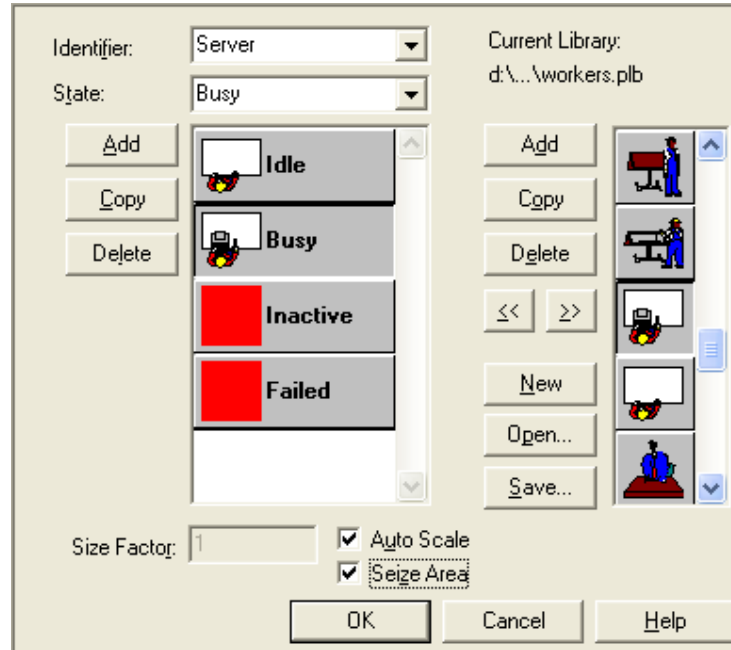 Identifier:
Server
State:
Busy
Add
Copy
Delete
Idle
Busy
Inactive
Failed
Current Library:
d:\...\workers.plb
Add
Copy
Delete
<<
>>
New
Open...
Save...
Size Factor:
1
Auto Scale
Seize Area
OK
Cancel
Help